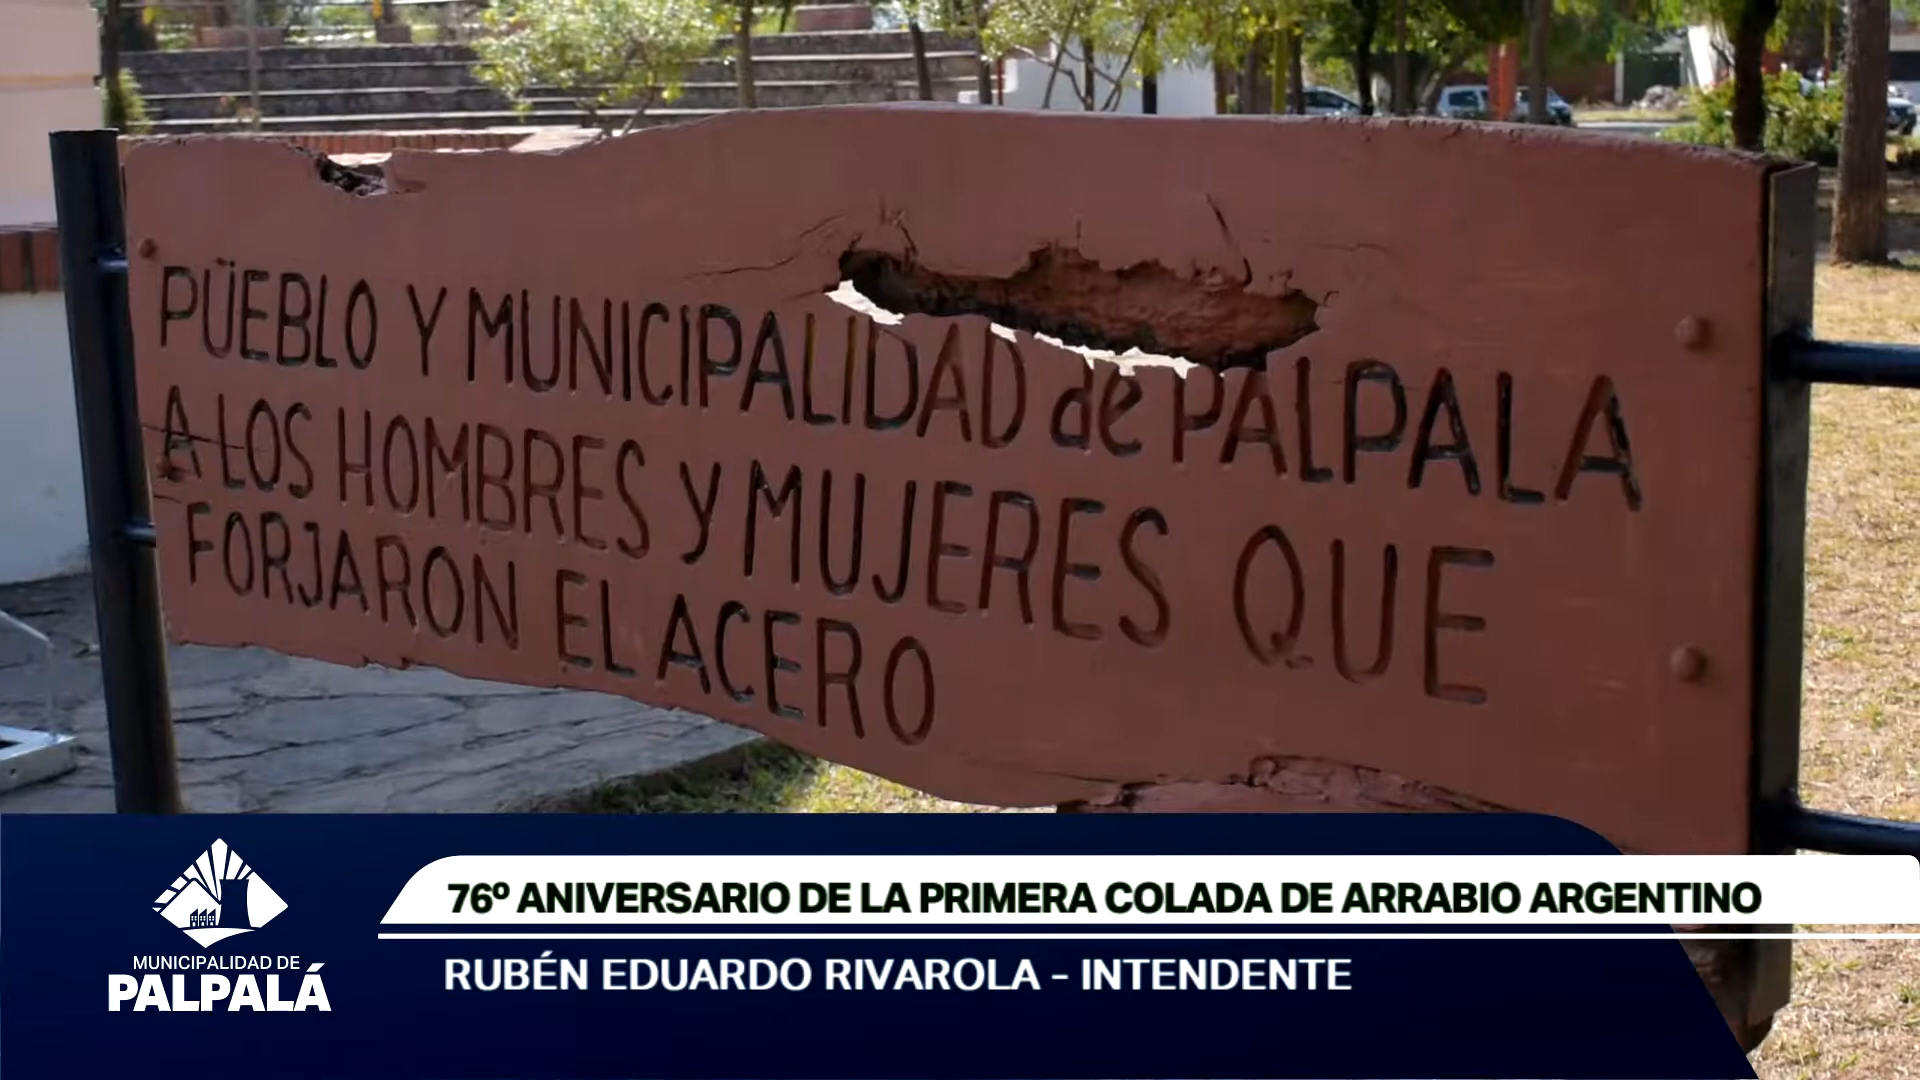 PUEBLO Y MUNICIPALIDAD de PALPALA
A LOS HOMBRES Y MUJERES QUE
FORJARON EL ACERO
76º ANIVERSARIO DE LA PRIMERA COLADA DE ARRABIO ARGENTINO
RUBÉN EDUARDO RIVAROLA - INTENDENTE
MUNICIPALIDAD DE
PALPALÁ